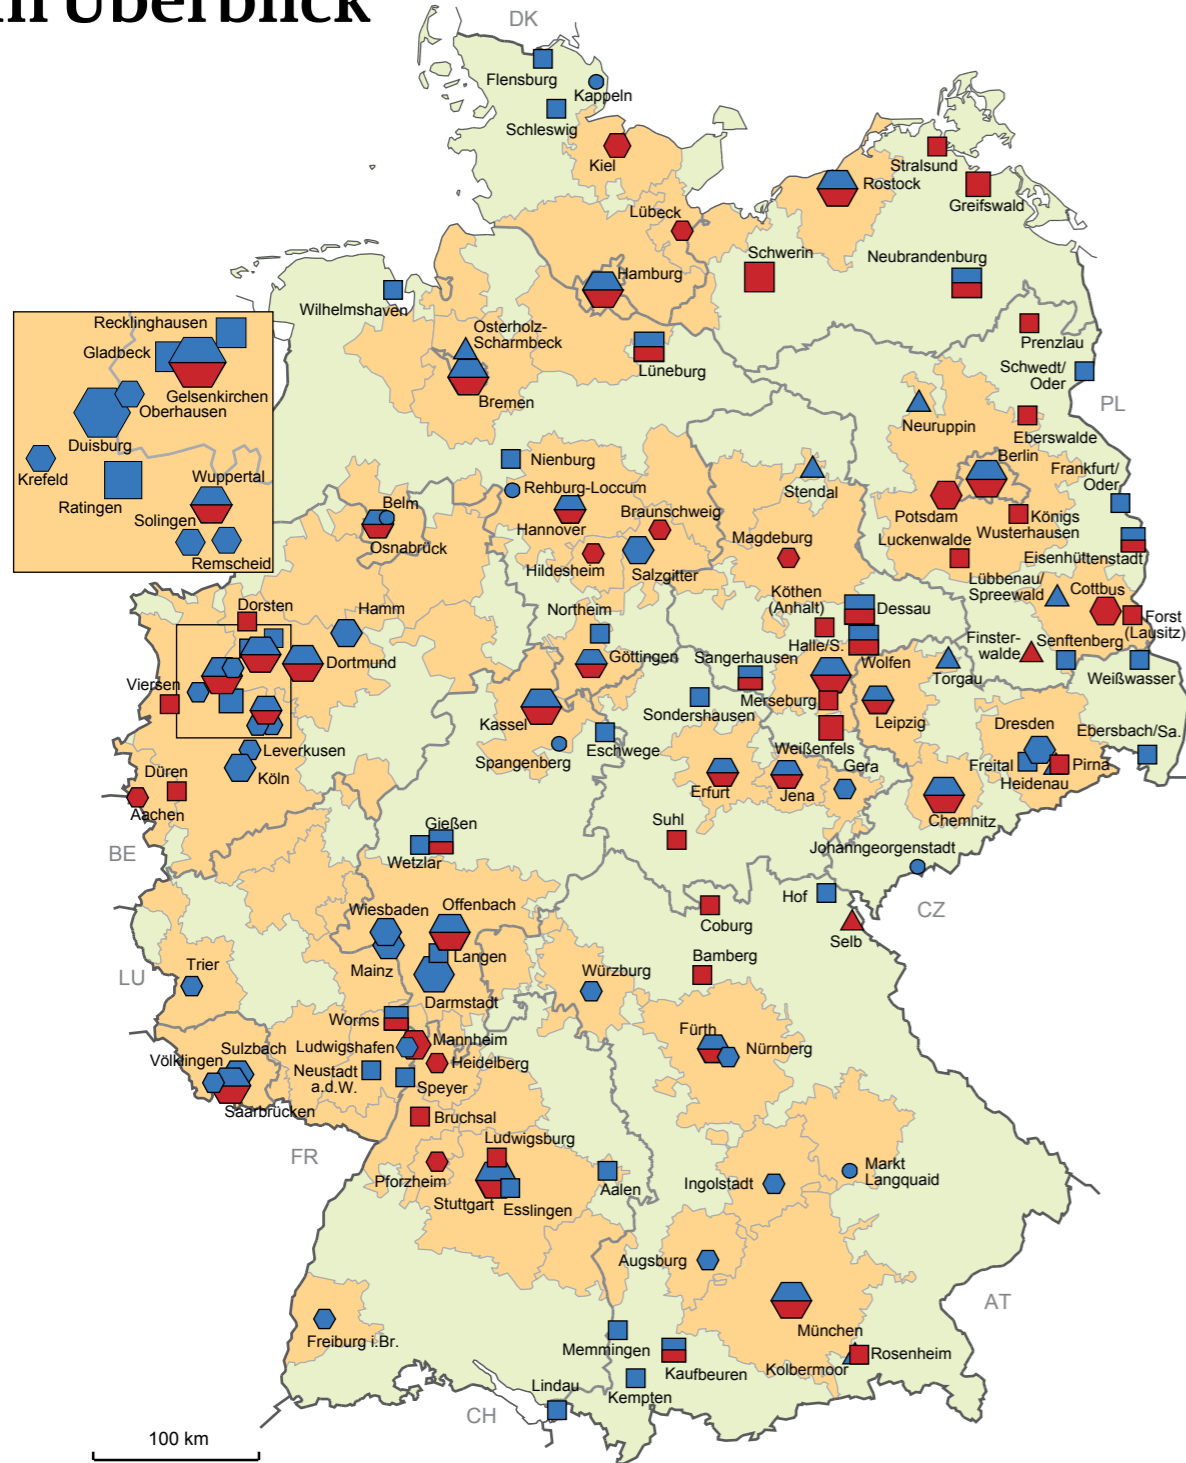 im Überblick
DK
Flensburg
Kappeln
Schleswig
Kiel
Stralsund
Rostock
Greifswald
Lübeck
Schwerin
Neubrandenburg
Hamburg
Wilhelmshaven
Prenzlau
Osterholz-
Scharmbeck
Lüneburg
Schwedt/
Oder
PL
Bremen
Neuruppin
Eberswalde
Recklinghausen
Gladbeck
Gelsenkirchen
Oberhausen
Duisburg
Krefeld
Ratingen
Wuppertal
Solingen
Remscheid
Nienburg
Berlin
Frankfurt/
Oder
Rehburg-Loccum
Stendal
Belm
Hannover
Braunschweig
Potsdam
Königs
Wusterhausen
Osnabrück
Magdeburg
Luckenwalde
Eisenhüttenstadt
Hildesheim
Salzgitter
Lübbenau/
Spreewald
Cottbus
Köthen
(Anhalt)
Dorsten
Hamm
Northeim
Dessau
Forst
(Lausitz)
Halle/S.
Finster-
walde
Senftenberg
Dortmund
Göttingen
Sangerhausen
Wolfen
Torgau
Weißwasser
Viersen
Merseburg
Sondershausen
Kassel
Leipzig
Dresden
Ebersbach/Sa.
Leverkusen
Spangenberg
Eschwege
Weißenfels
Gera
Freital
Pirna
Düren
Köln
Heidenau
Erfurt
Jena
Aachen
Chemnitz
Gießen
Suhl
Johanngeorgenstadt
BE
Wetzlar
Hof
Wiesbaden
Offenbach
CZ
Coburg
Selb
Langen
Bamberg
LU
Trier
Mainz
Würzburg
Darmstadt
Worms
Fürth
Mannheim
Ludwigshafen
Nürnberg
Sulzbach
Völklingen
Heidelberg
Neustadt
a.d.W.
Speyer
Saarbrücken
Bruchsal
FR
Ludwigsburg
Markt
Langquaid
Pforzheim
Aalen
Ingolstadt
Stuttgart
Esslingen
Augsburg
AT
München
Freiburg i.Br.
Memmingen
Kolbermoor
Rosenheim
Kaufbeuren
Lindau
Kempten
CH
100 km